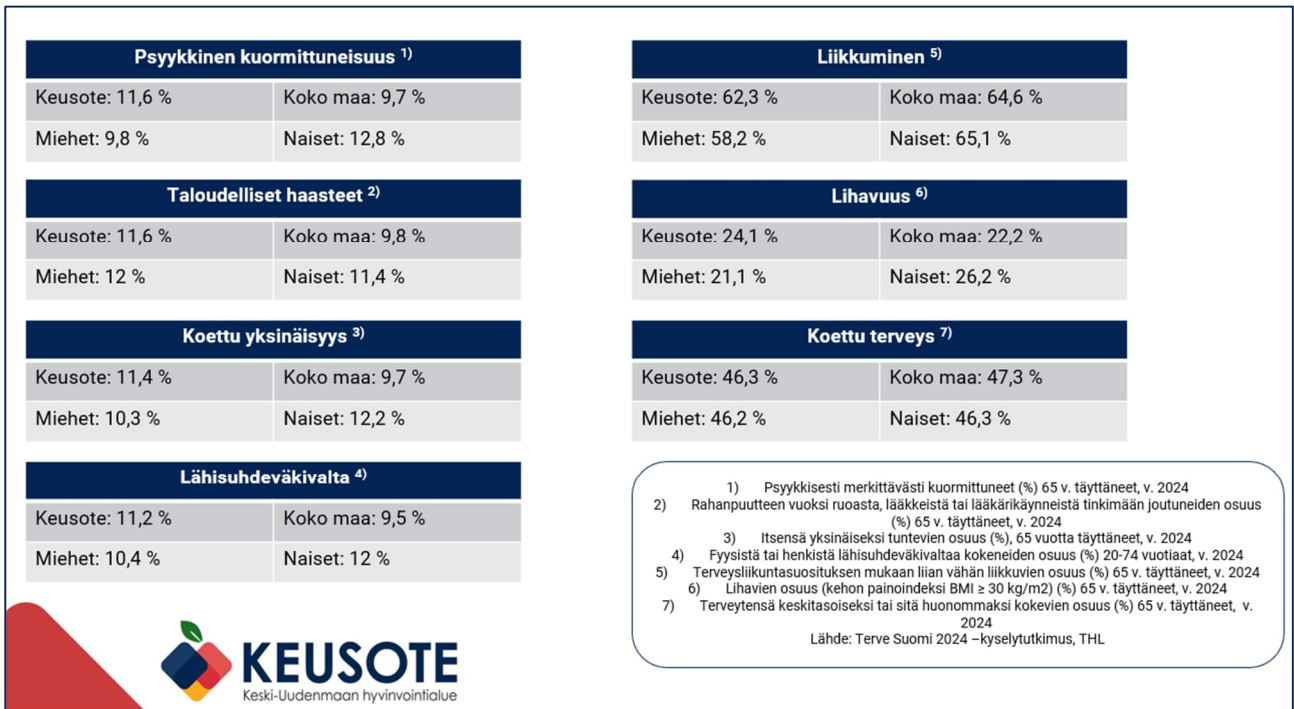 Psyykkinen kuormittuneisuus 1)
Keusote: 11,6 % Koko maa: 9,7 %
Miehet: 9,8 % Naiset: 12,8 %
Taloudelliset haasteet 2)
Keusote: 11,6 % Koko maa: 9,8 %
Miehet: 12 % Naiset: 11,4 %
Koettu yksinäisyys 3)
Keusote: 11,4 % Koko maa: 9,7 %
Miehet: 10,3 % Naiset: 12,2 %
Lähisuhdeväkivalta 4)
Keusote: 11,2 % Koko maa: 9,5 %
Miehet: 10,4 % Naiset: 12 %
Liikkuminen 5)
Keusote: 62,3 % Koko maa: 64,6 %
Miehet: 58,2 % Naiset: 65,1 %
Lihavuus 6)
Keusote: 24,1 % Koko maa: 22,2 %
Miehet: 21,1 % Naiset: 26,2 %
Koettu terveys 7)
Keusote: 46,3 % Koko maa: 47,3 %
Miehet: 46,2 % Naiset: 46,3 %
1) Psyykkisesti merkittävästi kuormittuneet (%) 65 v. täyttäneet, v. 2024
2) Rahanpuutteen vuoksi ruoasta, lääkkeistä tai lääkärikäynneistä tinkimään joutuneiden osuus
(%) 65 v. täyttäneet, v. 2024
3) Itsensä yksinäiseksi tuntevien osuus (%), 65 vuotta täyttäneet, v. 2024
4) Fyysistä tai henkistä lähisuhdeväkivaltaa kokeneiden osuus (%) 20-74 vuotiaat, v. 2024
5) Terveysliikuntasuosituksen mukaan liian vähän liikkuvien osuus (%) 65 v. täyttäneet, v. 2024
6) Lihavien osuus (kehon painoindeksi BMI ≥ 30 kg/m2) (%) 65 v. täyttäneet, v. 2024
7) Terveytensä keskitasoiseksi tai sitä huonommaksi kokevien osuus (%) 65 v. täyttäneet, v.
2024
Lähde: Terve Suomi 2024 –kyselytutkimus, THL
KEUSOTE
Keski-Uudenmaan hyvinvointialue